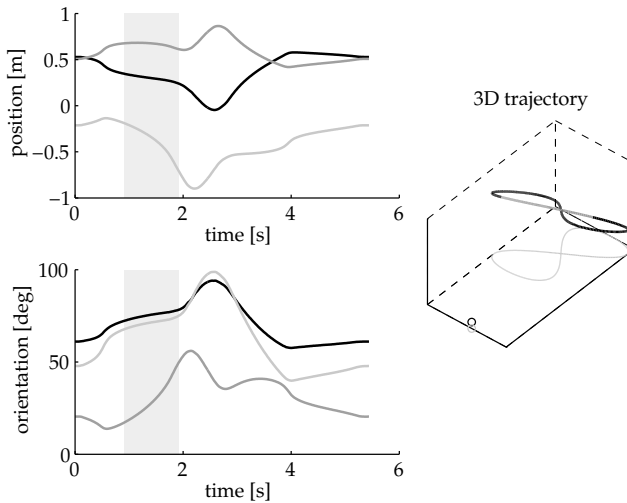 1
0.5
0
−0.5
−1
position [m]
0 2 4 6
time [s]
3D trajectory
100
50
0
orientation [deg]
0 2 4 6
time [s]